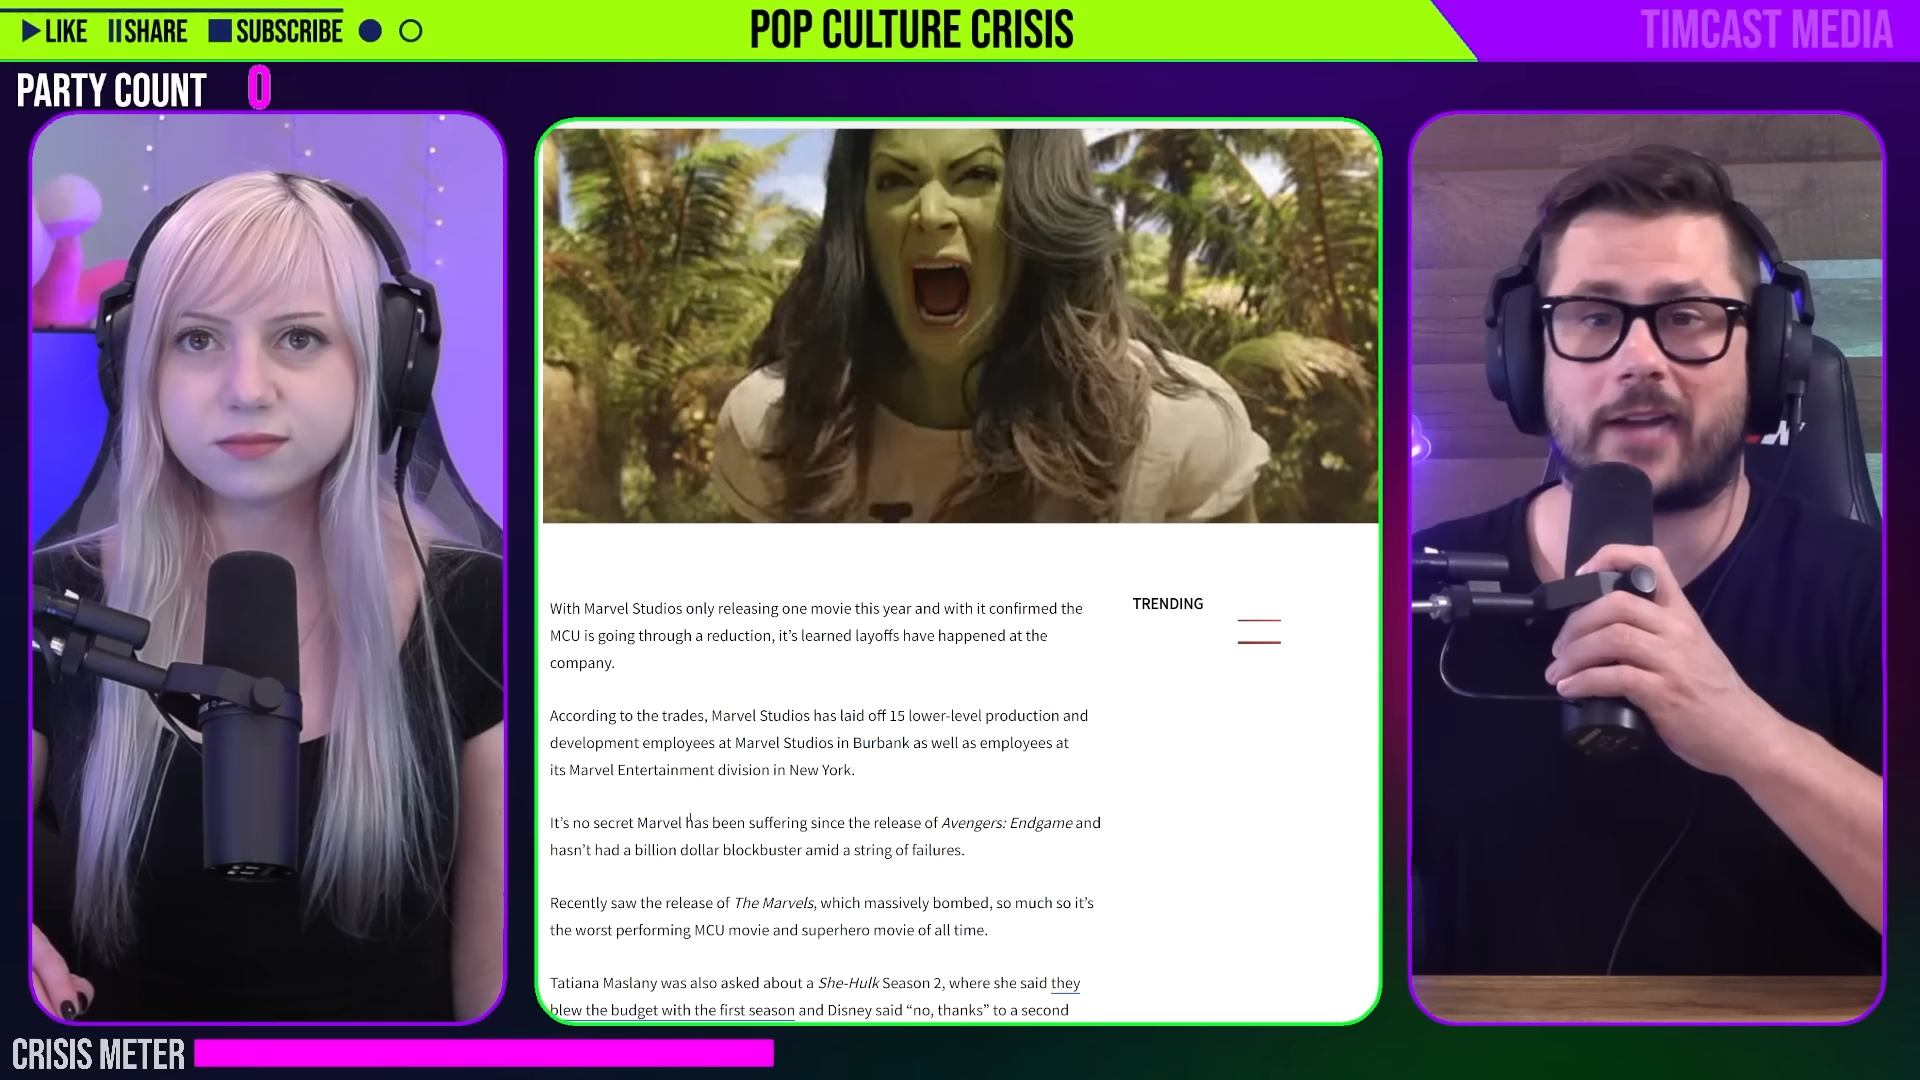 LIKE SHARE SUBSCRIBE
POP CULTURE CRISIS
TIMCAST MEDIA
PARTY COUNT 0
With Marvel Studios only releasing one movie this year and with it confirmed the
MCU is going through a reduction, it's learned layoffs have happened at the
company.
According to the trades, Marvel Studios has laid off 15 lower-level production and
development employees at Marvel Studios in Burbank as well as employees at
its Marvel Entertainment division in New York.
It's no secret Marvel has been suffering since the release of Avengers: Endgame and
hasn't had a billion dollar blockbuster amid a string of failures.
Recently saw the release of The Marvels, which massively bombed, so much so it's
the worst performing MCU movie and superhero movie of all time.
Tatiana Maslany was also asked about a She-Hulk Season 2, where she said they
blew the budget with the first season and Disney said “no, thanks” to a second
TRENDING
CRISIS METER